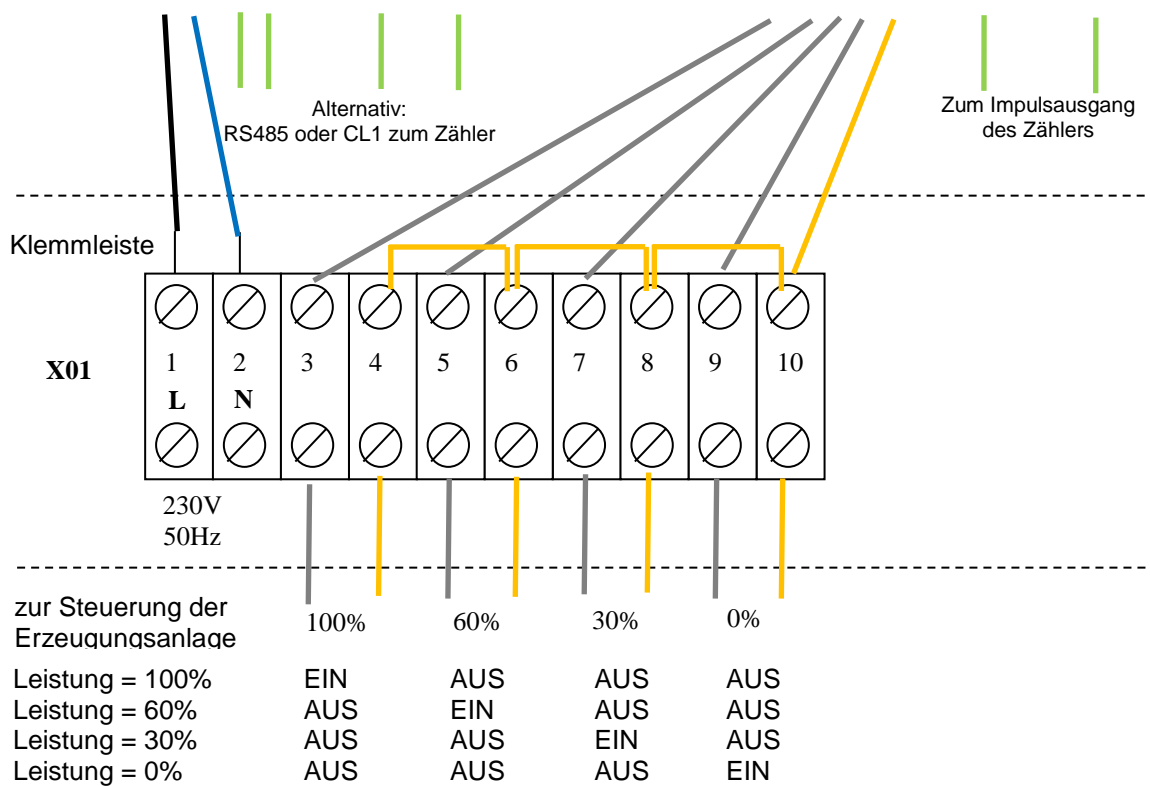 Alternativ:
RS485 oder CL1 zum Zähler
Zum Impulsausgang
des Zählers
Klemmleiste
X01
1 2 3 4 5 6 7 8 9 10
L N
230V
50Hz
zur Steuerung der
Erzeugungsanlage
100% 60% 30% 0%
Leistung = 100% EIN AUS AUS AUS
Leistung = 60% AUS EIN AUS AUS
Leistung = 30% AUS AUS EIN AUS
Leistung = 0% AUS AUS AUS EIN